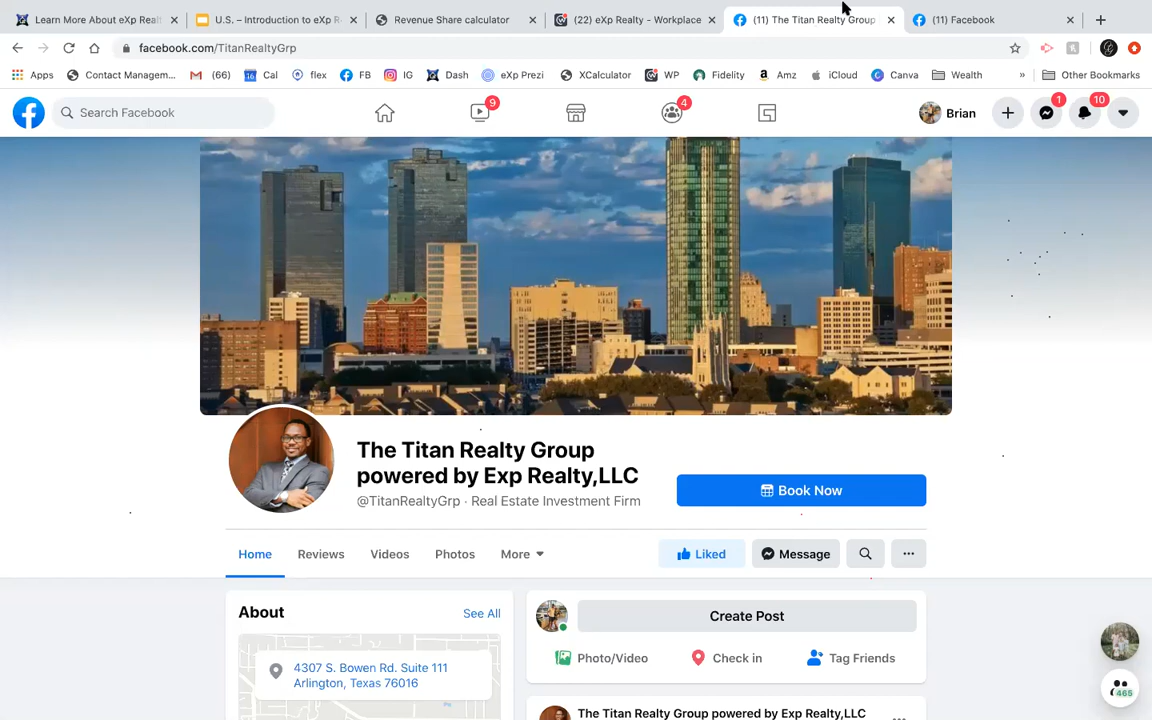 Learn More About eXp Real
U.S. – Introduction to eXp R
Revenue Share calculator
(22) eXp Realty - Workplace
(11) The Titan Realty Group
(11) Facebook
facebook.com/TitanRealtyGrp
Apps
Contact Managem...
(66)
16
Cal
flex
FB
IG
Dash
eXp Prezi
XCalculator
WP
Fidelity
Amz
iCloud
Canva
Wealth
»
Other Bookmarks
Search Facebook
9
4
Brian
1
10
The Titan Realty Group
powered by Exp Realty,LLC
@TitanRealtyGrp · Real Estate Investment Firm
Book Now
Home
Reviews
Videos
Photos
More
Liked
Message
About
See All
4307 S. Bowen Rd. Suite 111
Arlington, Texas 76016
Create Post
Photo/Video
Check in
Tag Friends
465
The Titan Realty Group powered by Exp Realty,LLC